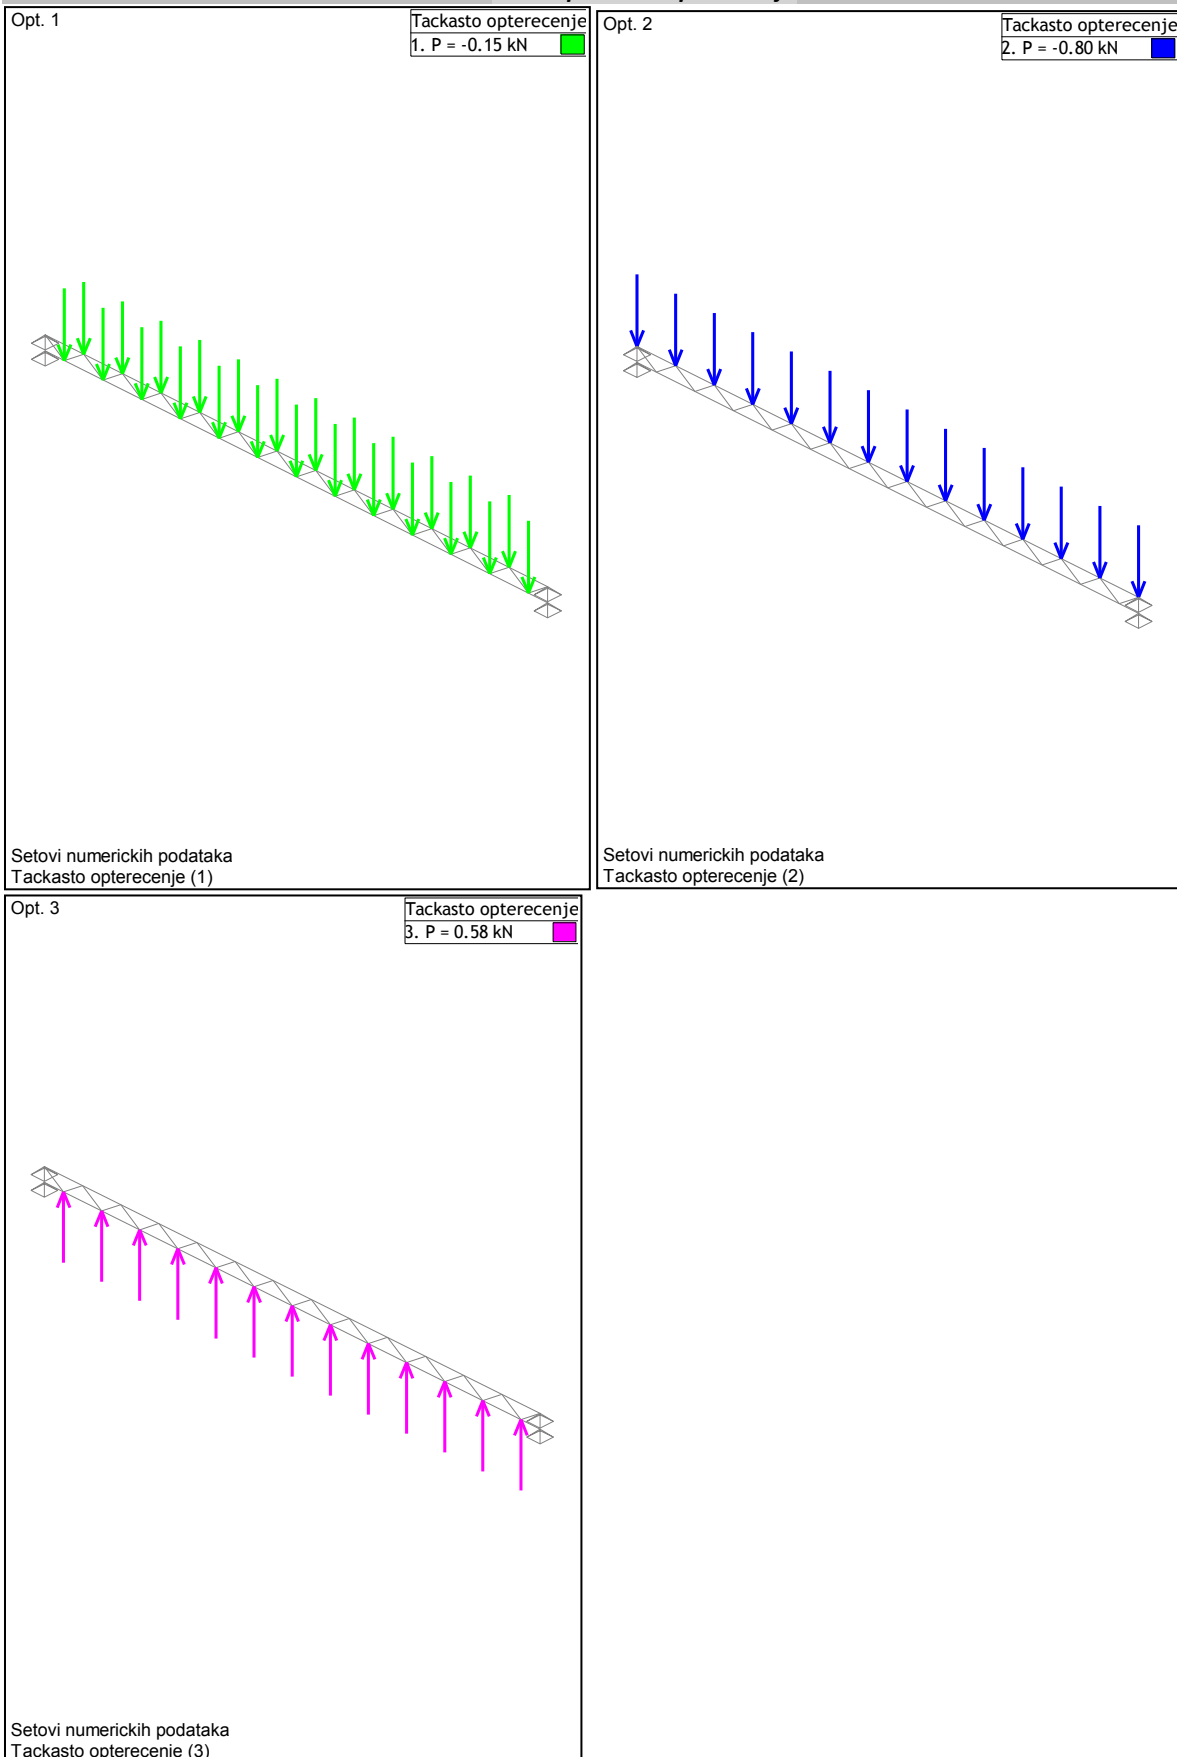 Opt. 1
Tackasto opterecenje
1. P = -0.15 kN
Setovi numerickih podataka
Tackasto opterecenje (1)
Opt. 2
Tackasto opterecenje
2. P = -0.80 kN
Setovi numerickih podataka
Tackasto opterecenje (2)
Opt. 3
Tackasto opterecenje
3. P = 0.58 kN
Setovi numerickih podataka
Tackasto opterecenje (3)